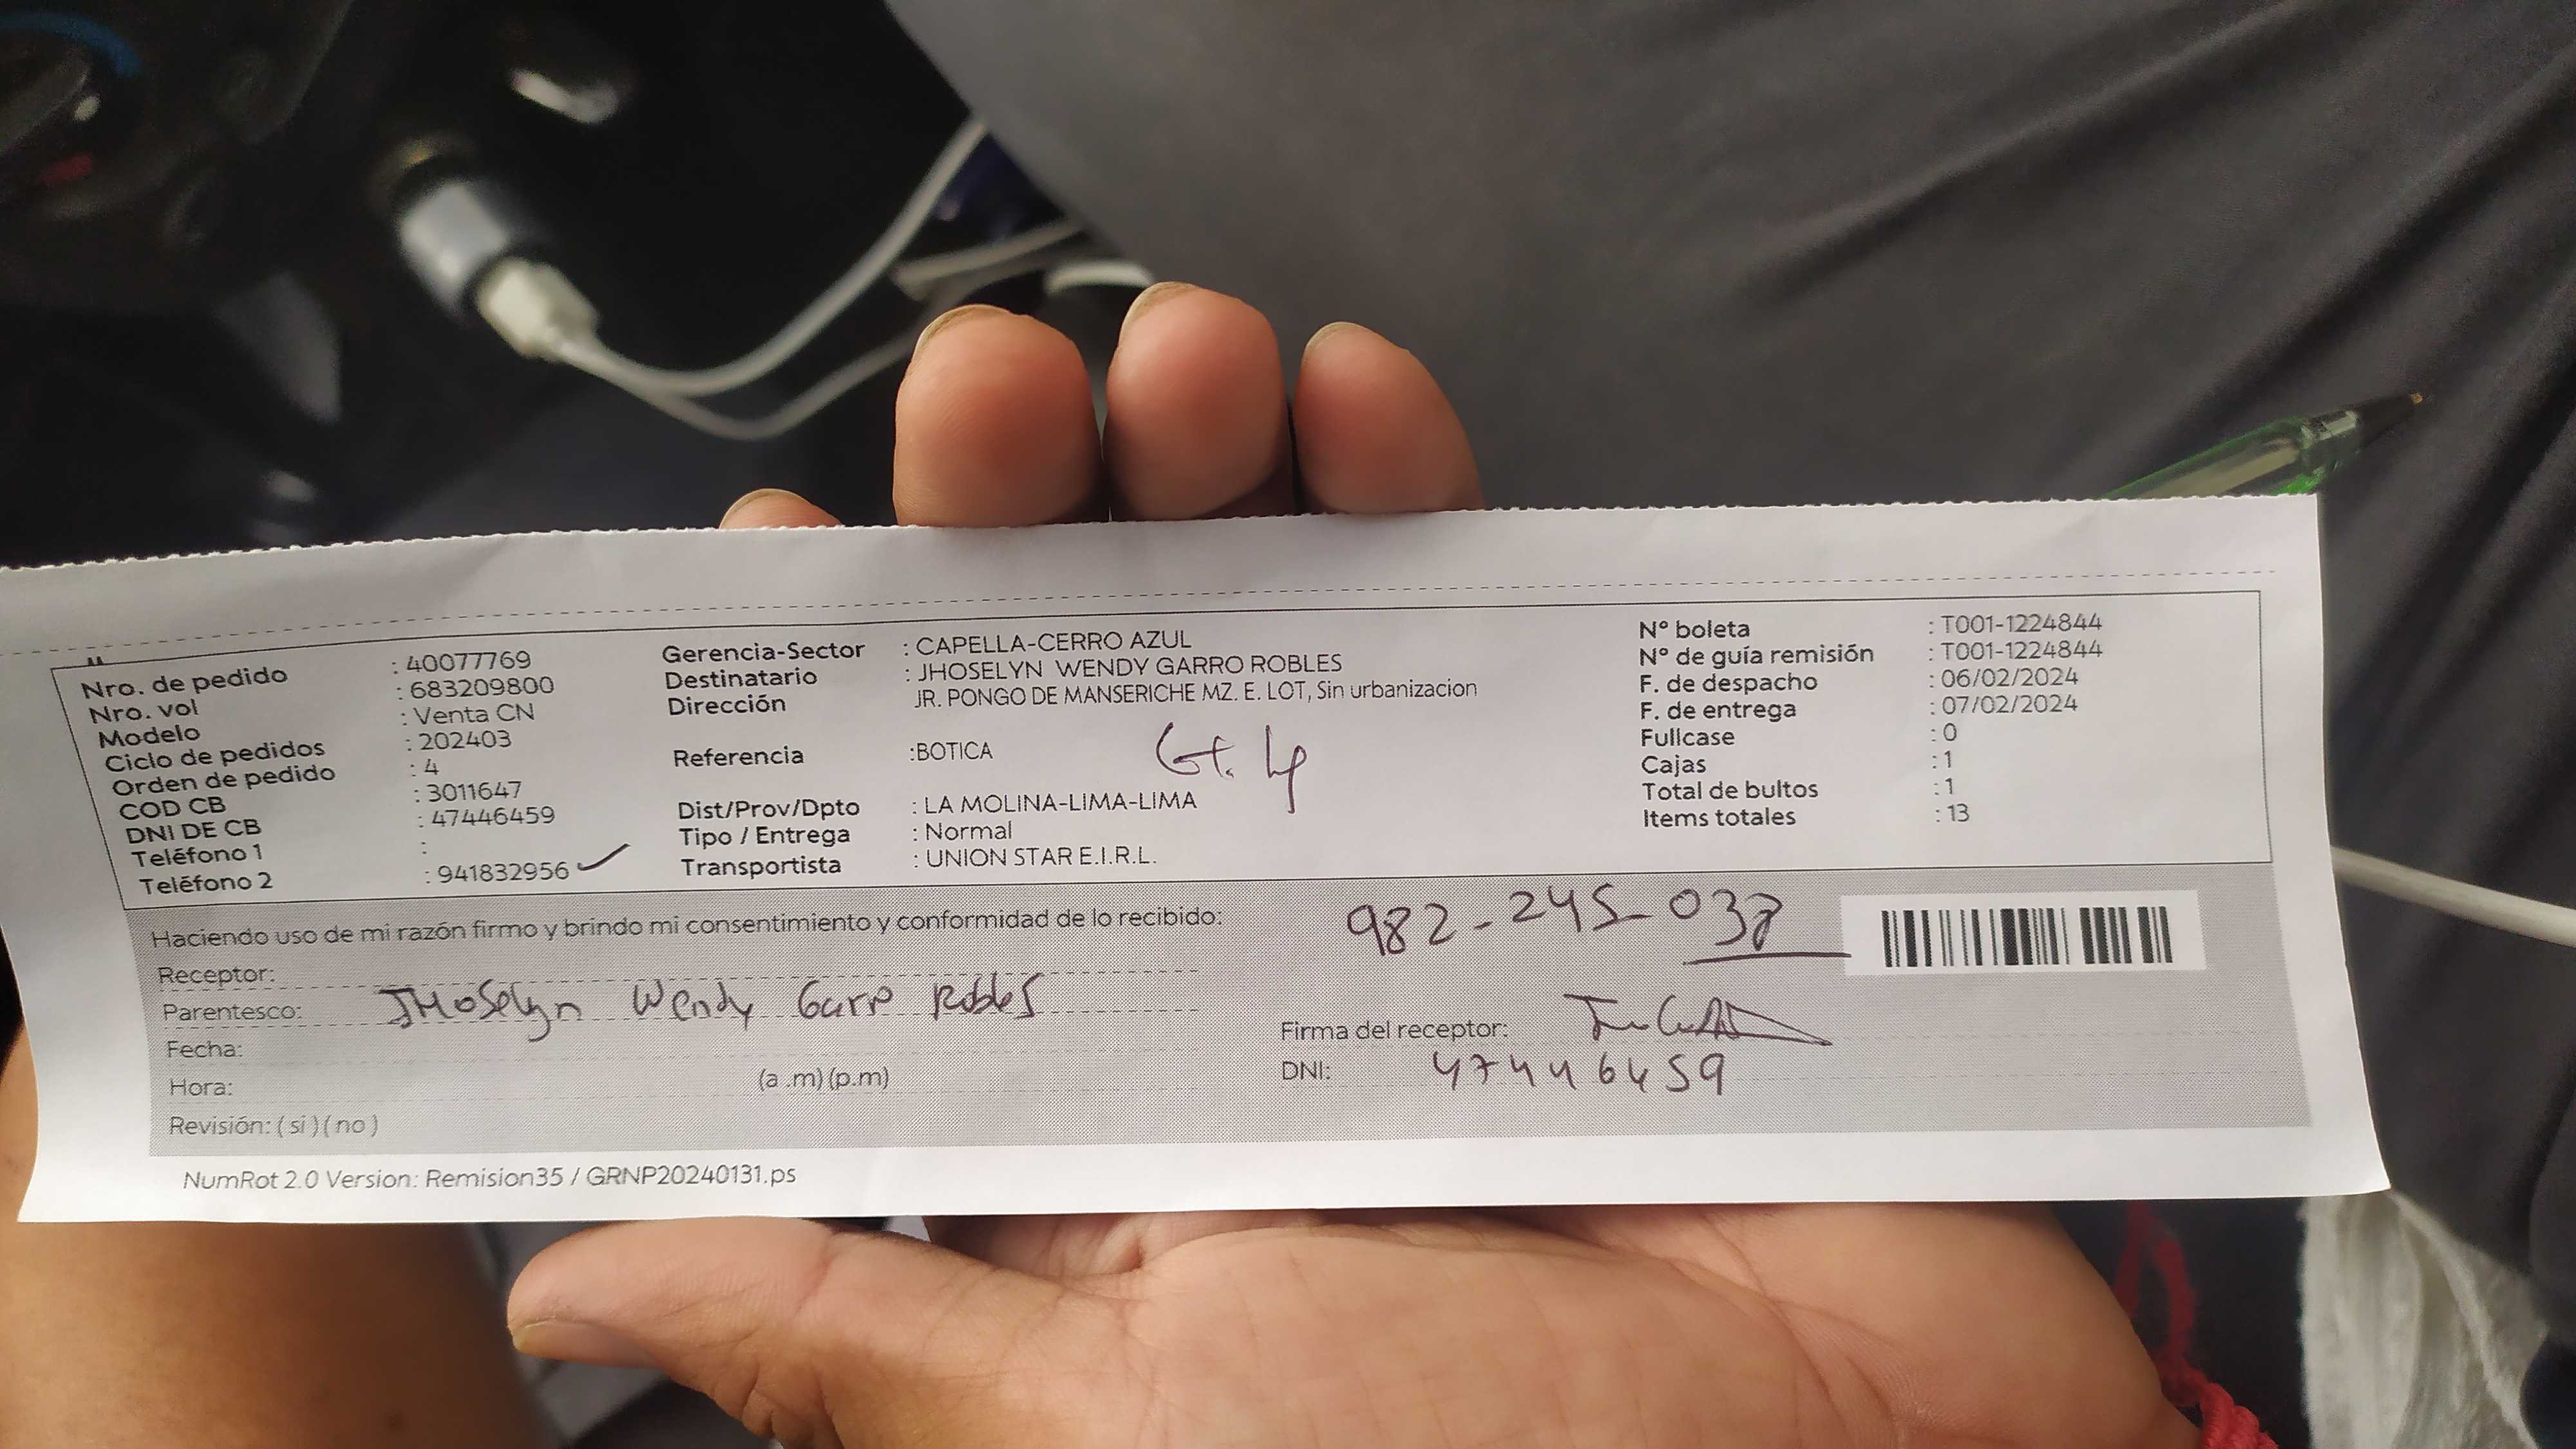 Nro. de pedido : 40077769
Nro. vol : 683209800
Modelo : Venta CN
Ciclo de pedidos : 202403
Orden de pedido : 4
COD CB : 3011647
DNI DE CB : 47446459
Teléfono 1 :
Teléfono 2 : 941832956
Gerencia-Sector : CAPELLA-CERRO AZUL
Destinatario : JHOSELYN WENDY GARRO ROBLES
Dirección JR. PONGO DE MANSERICHE MZ. E. LOT, Sin urbanizacion
Referencia :BOTICA
Dist/Prov/Dpto : LA MOLINA-LIMA-LIMA
Tipo / Entrega : Normal
Transportista : UNION STAR E.I.R.L.
N° boleta : T001-1224844
N° de guía remisión : T001-1224844
F. de despacho : 06/02/2024
F. de entrega : 07/02/2024
Fullcase : 0
Cajas : 1
Total de bultos : 1
Items totales : 13
Haciendo uso de mi razón firmo y brindo mi consentimiento y conformidad de lo recibido:
Receptor:
Parentesco: JHoselyn Wendy Garro Robles
Fecha:
Hora: (a .m) (p.m)
Revisión: ( si ) ( no )
982-245-037
Firma del receptor:
DNI: 47446459
NumRot 2.0 Version: Remision35 / GRNP20240131.ps